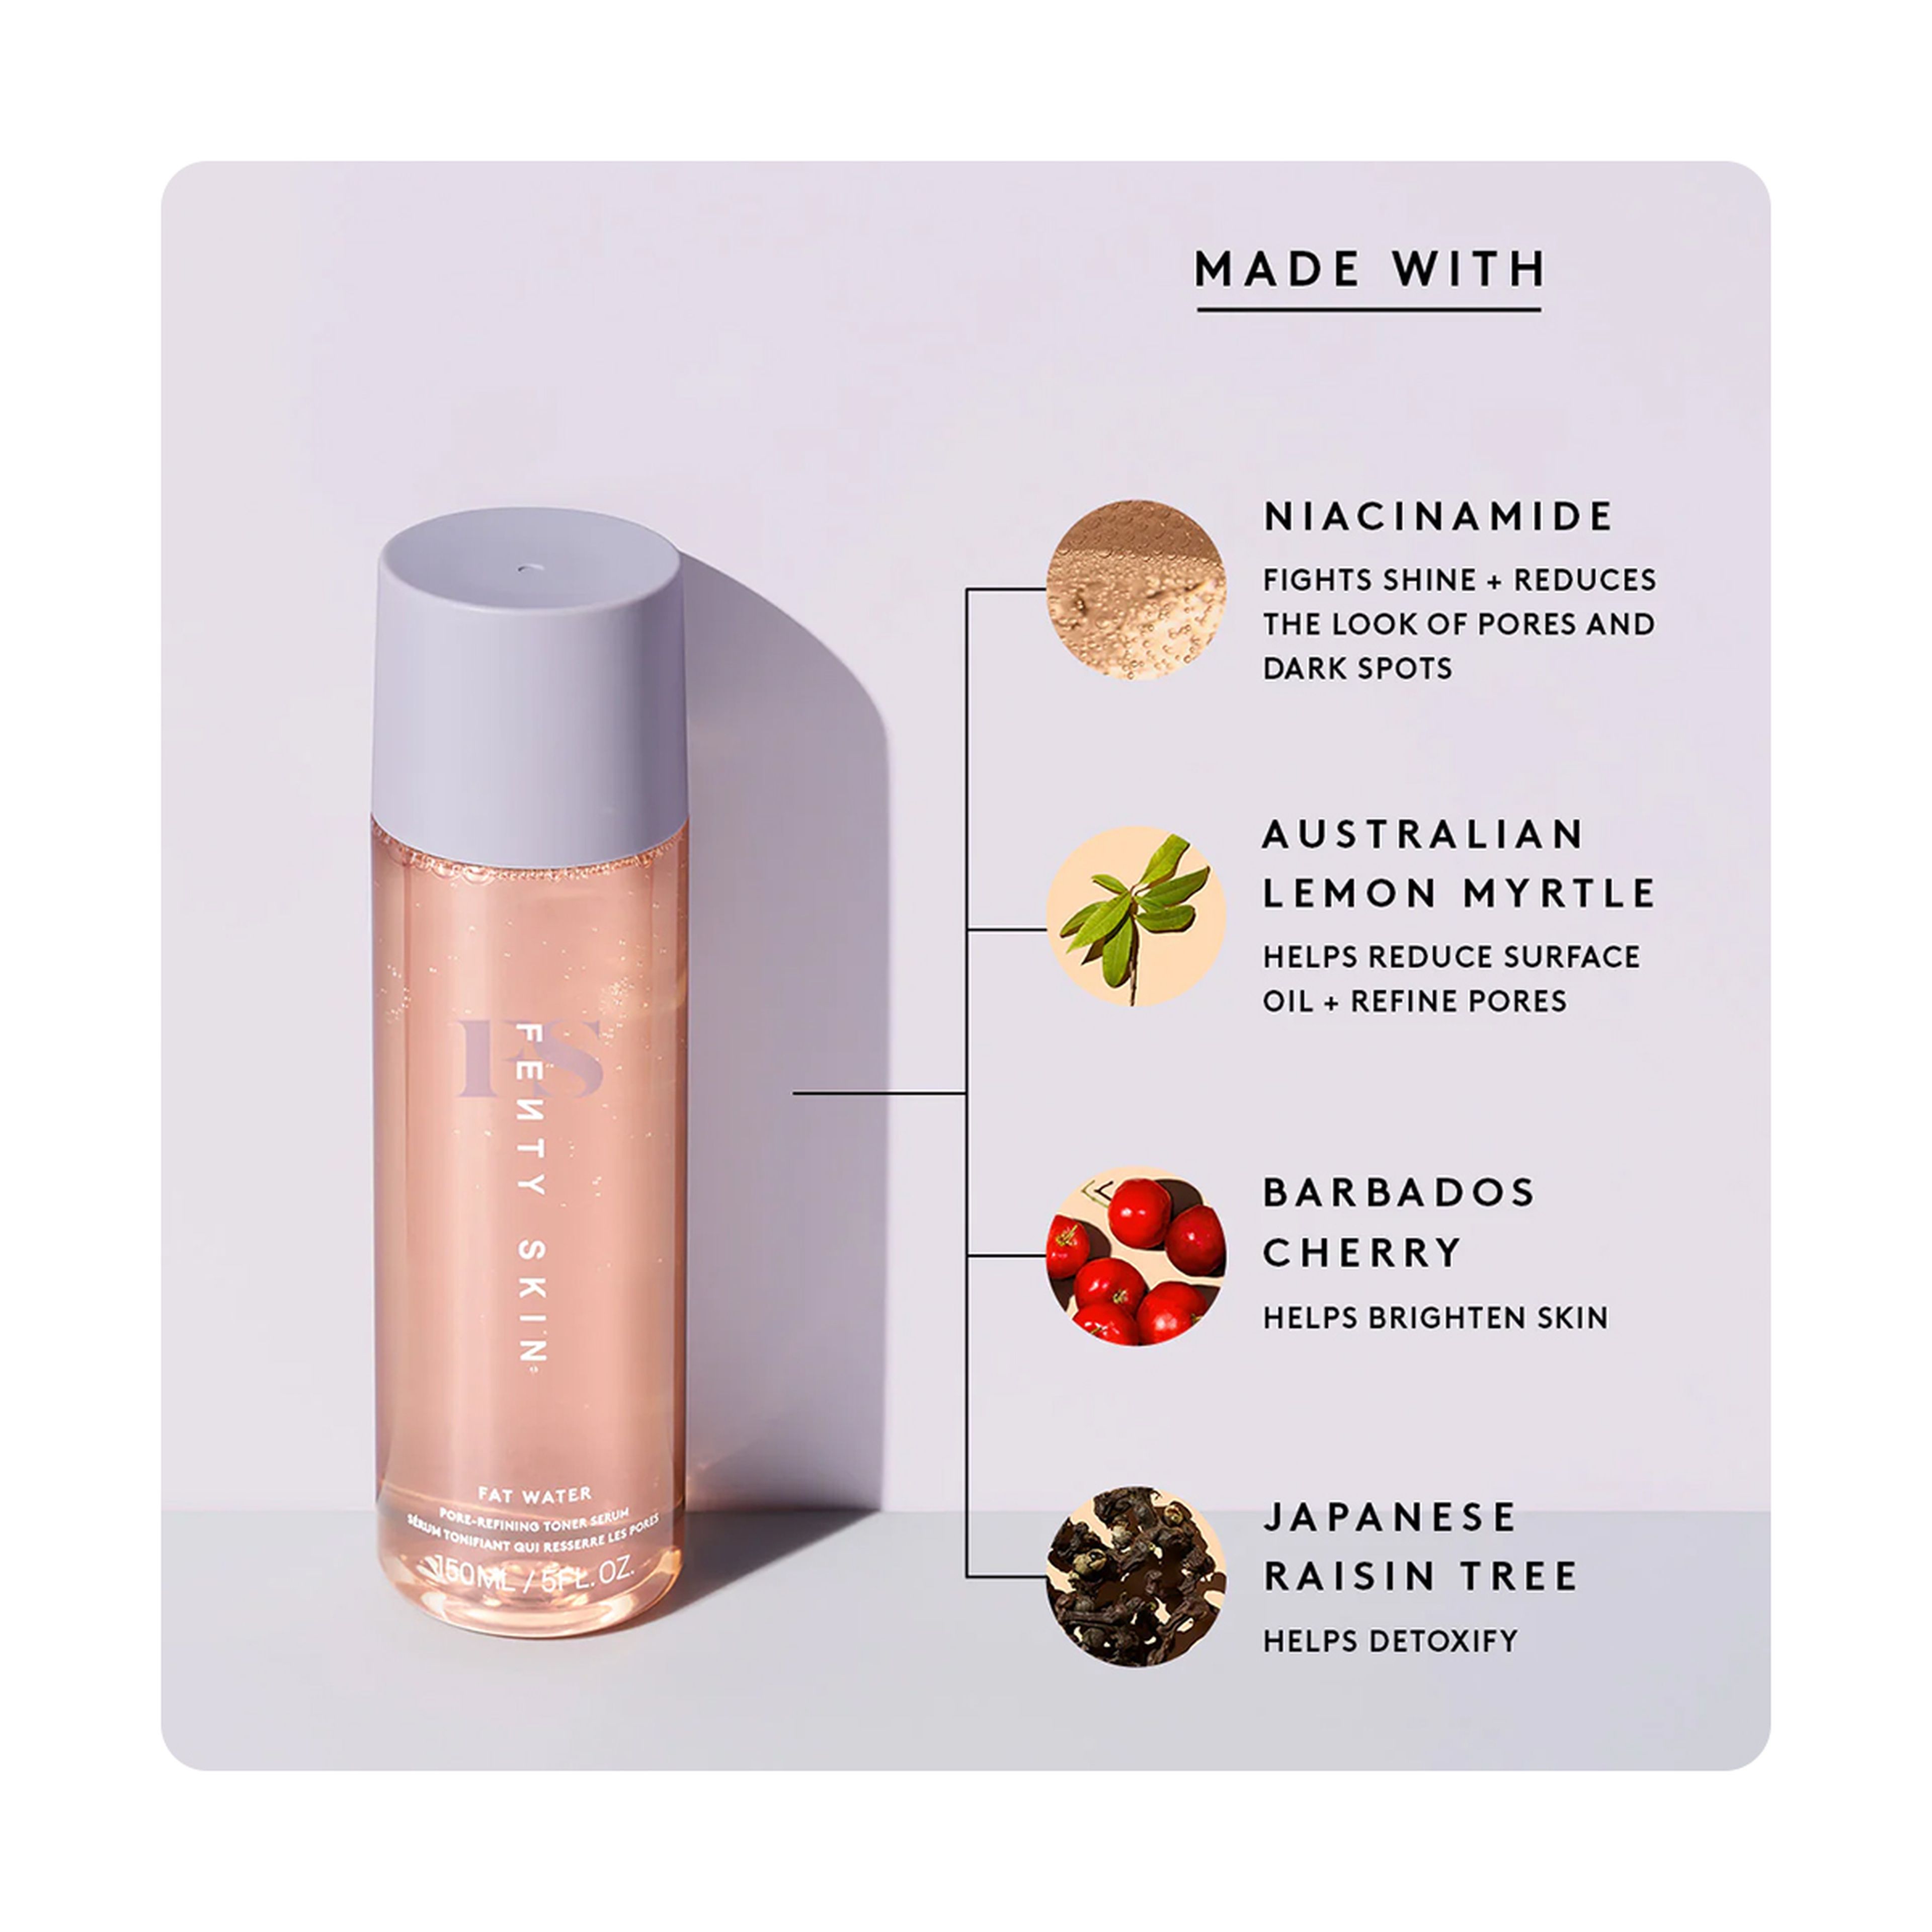 MADE WITH
NIACINAMIDE
FIGHTS SHINE + REDUCES
THE LOOK OF PORES AND
DARK SPOTS
AUSTRALIAN
LEMON MYRTLE
HELPS REDUCE SURFACE
OIL + REFINE PORES
BARBADOS
CHERRY
HELPS BRIGHTEN SKIN
JAPANESE
RAISIN TREE
HELPS DETOXIFY
FS
FENTY SKIN
FAT WATER
PORE-REFINING TONER SERUM
SÉRUM TONIFIANT QUI RESSERRE LES PORES
150ML / 5FL. OZ.